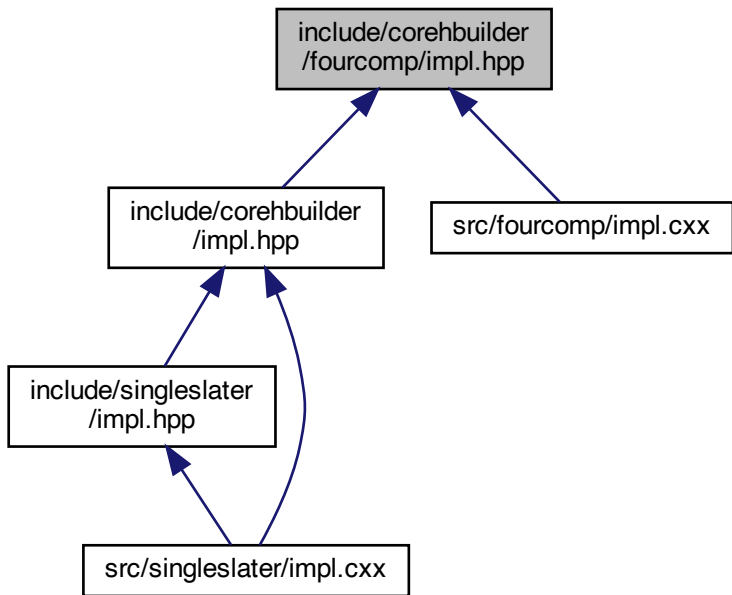 include/corehbuilder
/fourcomp/impl.hpp
include/corehbuilder
/impl.hpp
src/fourcomp/impl.cxx
include/singleslater
/impl.hpp
src/singleslater/impl.cxx